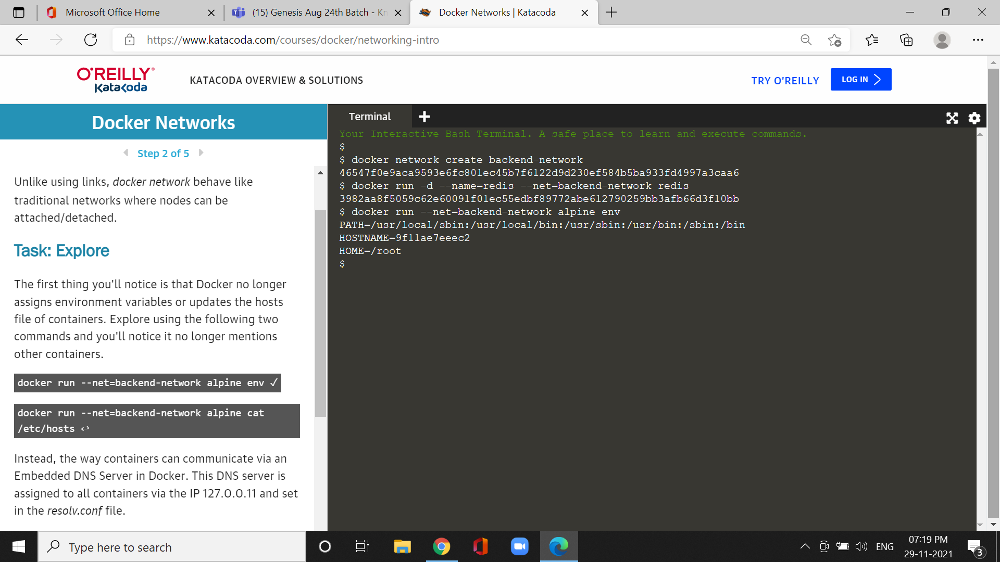 Microsoft Office Home
(15) Genesis Aug 24th Batch - Kn
Docker Networks | Katacoda
https://www.katacoda.com/courses/docker/networking-intro
O'REILLY®
Katacoda
KATACODA OVERVIEW & SOLUTIONS
TRY O'REILLY
LOG IN
Docker Networks
Step 2 of 5
Unlike using links, docker network behave like
traditional networks where nodes can be
attached/detached.
Task: Explore
The first thing you'll notice is that Docker no longer
assigns environment variables or updates the hosts
file of containers. Explore using the following two
commands and you'll notice it no longer mentions
other containers.
docker run --net=backend-network alpine env ✓
docker run --net=backend-network alpine cat
/etc/hosts ↩
Instead, the way containers can communicate via an
Embedded DNS Server in Docker. This DNS server is
assigned to all containers via the IP 127.0.0.11 and set
in the resolv.conf file.
Terminal
Your Interactive Bash Terminal. A safe place to learn and execute commands.
$
$ docker network create backend-network
46547f0e9aca9593e6fc801ec45b7f6122d9d230ef584b5ba933fd4997a3caa6
$ docker run -d --name=redis --net=backend-network redis
3982aa8f5059c62e60091f01ec55edbf89772abe612790259bb3afb66d3f10bb
$ docker run --net=backend-network alpine env
PATH=/usr/local/sbin:/usr/local/bin:/usr/sbin:/usr/bin:/sbin:/bin
HOSTNAME=9f11ae7eeec2
HOME=/root
$
Type here to search
ENG
07:19 PM
29-11-2021
3